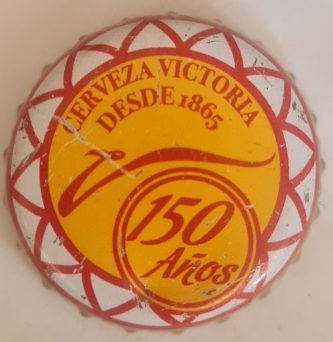 CERVEZA VICTORIA
DESDE 1865
V
150
Años